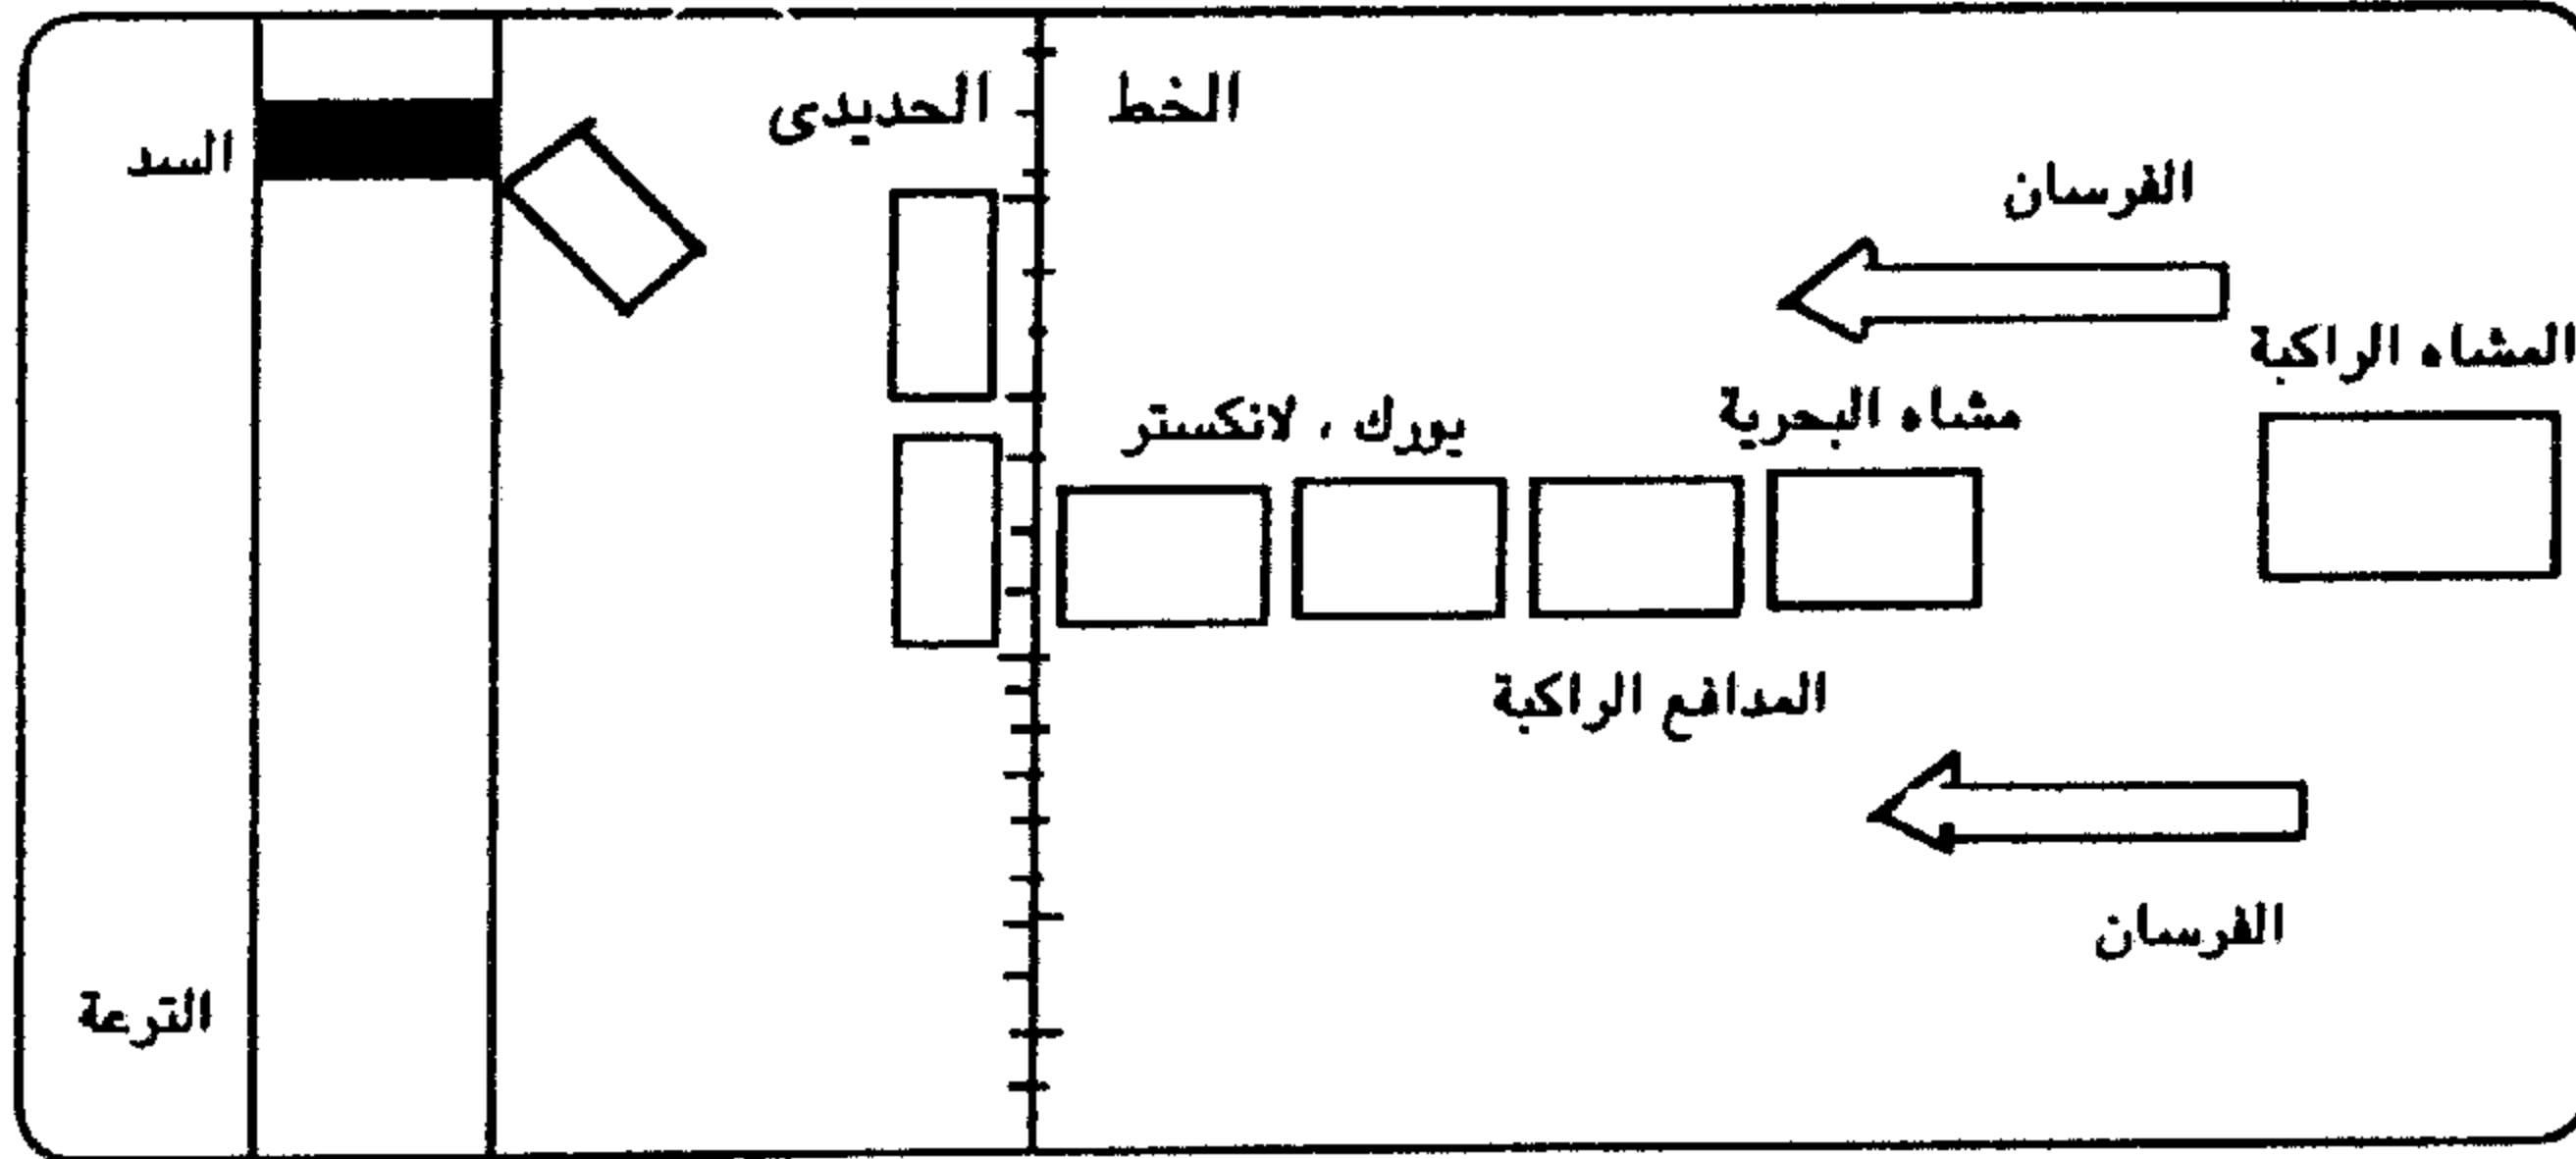 الخط الحديدى
السد
الفرسان
المشاه الراكبة
مشاه البحرية
يورك ، لانكستر
المدافع الراكبة
الفرسان
الترعة